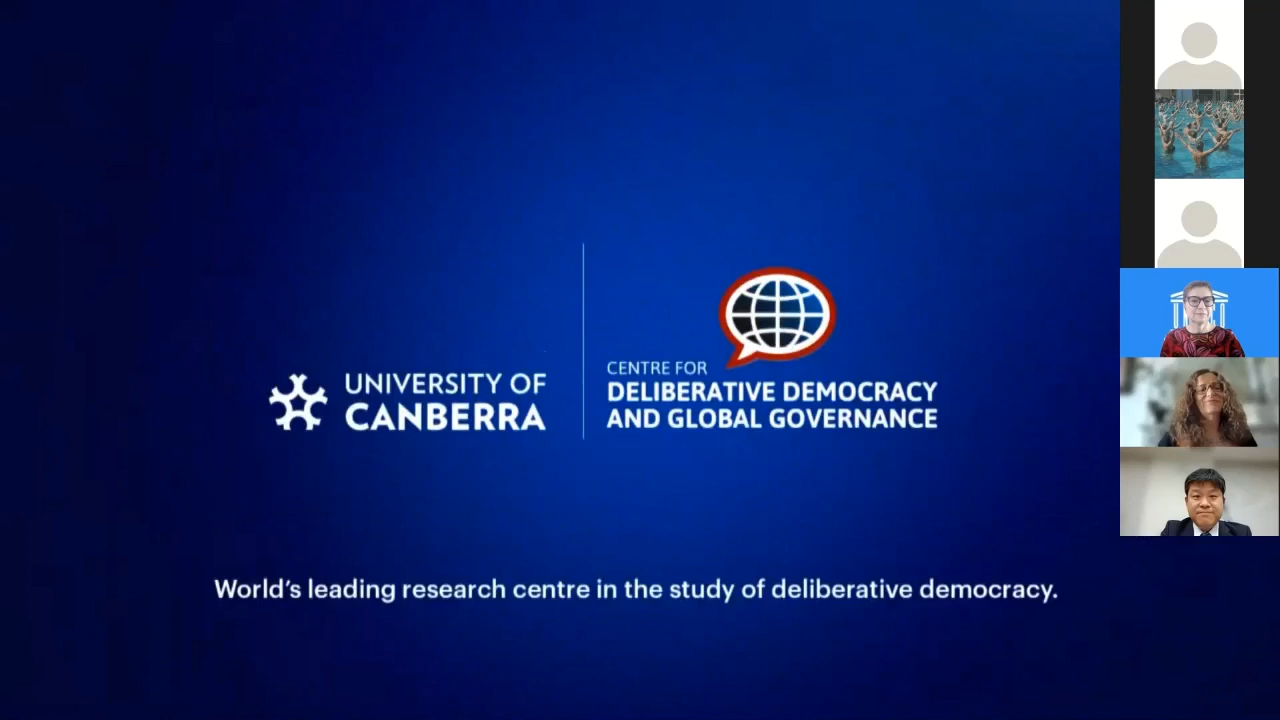 UNIVERSITY OF
CANBERRA
CENTRE FOR
DELIBERATIVE DEMOCRACY
AND GLOBAL GOVERNANCE
World's leading research centre in the study of deliberative democracy.